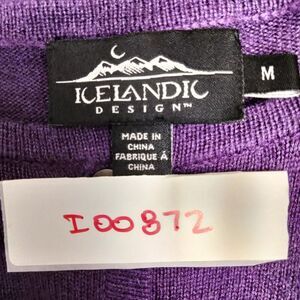 ICELANDIC
DESIGN™
M
MADE IN
CHINA
FABRIQUÉ À
CHINA
I00872